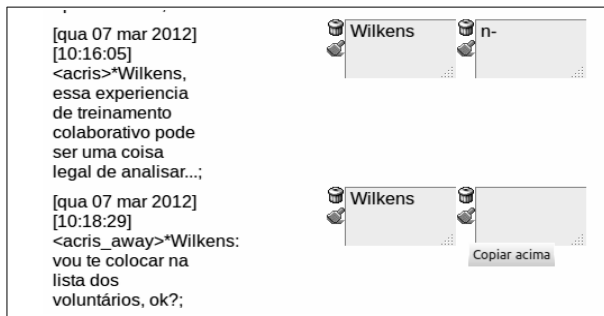 [qua 07 mar 2012]
[10:16:05]
<acris>*Wilkens,
essa experiencia
de treinamento
colaborativo pode
ser uma coisa
legal de analisar...;
Wilkens
n-
[qua 07 mar 2012]
[10:18:29]
<acris_away>*Wilkens:
vou te colocar na
lista dos
voluntários, ok?;
Wilkens
Copiar acima